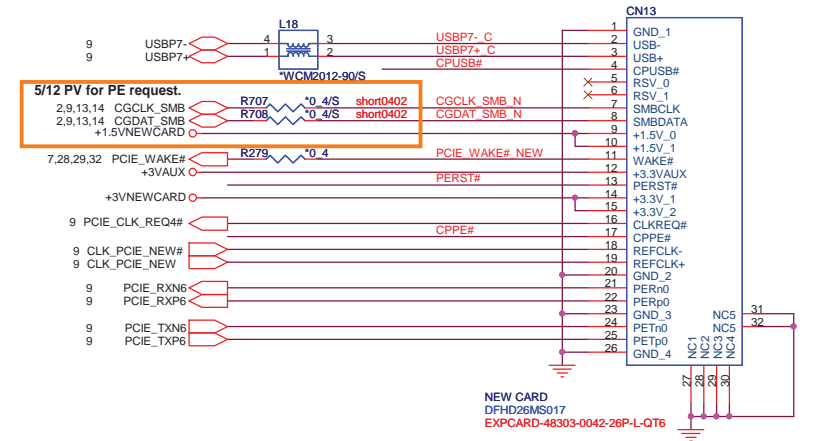 CN13
L18
9 USBP7- 4 3 USBP7-_C
9 USBP7+ 1 2 USBP7+_C
*WCM2012-90/S
CPUSB#
5/12 PV for PE request.
2,9,13,14 CGCLK_SMB R707 *0_4/S short0402 CGCLK_SMB_N
2,9,13,14 CGDAT_SMB R708 *0_4/S short0402 CGDAT_SMB_N
+1.5VNEWCARD
7,28,29,32 PCIE_WAKE# R279 *0_4 PCIE_WAKE#_NEW
+3VAUX
PERST#
+3VNEWCARD
9 PCIE_CLK_REQ4#
CPPE#
9 CLK_PCIE_NEW#
9 CLK_PCIE_NEW
9 PCIE_RXN6
9 PCIE_RXP6
9 PCIE_TXN6
9 PCIE_TXP6
1 GND_1
2 USB-
3 USB+
4 CPUSB#
5 RSV_0
6 RSV_1
7 SMBCLK
8 SMBDATA
9 +1.5V_0
10 +1.5V_1
11 WAKE#
12 +3.3VAUX
13 PERST#
14 +3.3V_1
15 +3.3V_2
16 CLKREQ#
17 CPPE#
18 REFCLK-
19 REFCLK+
20 GND_2
21 PERn0
22 PERp0
23 GND_3
24 PETn0
25 PETp0
26 GND_4
NC5 31
NC5 32
NC1
NC2
NC3
NC4
27
28
29
30
NEW CARD
DFHD26MS017
EXPCARD-48303-0042-26P-L-QT6